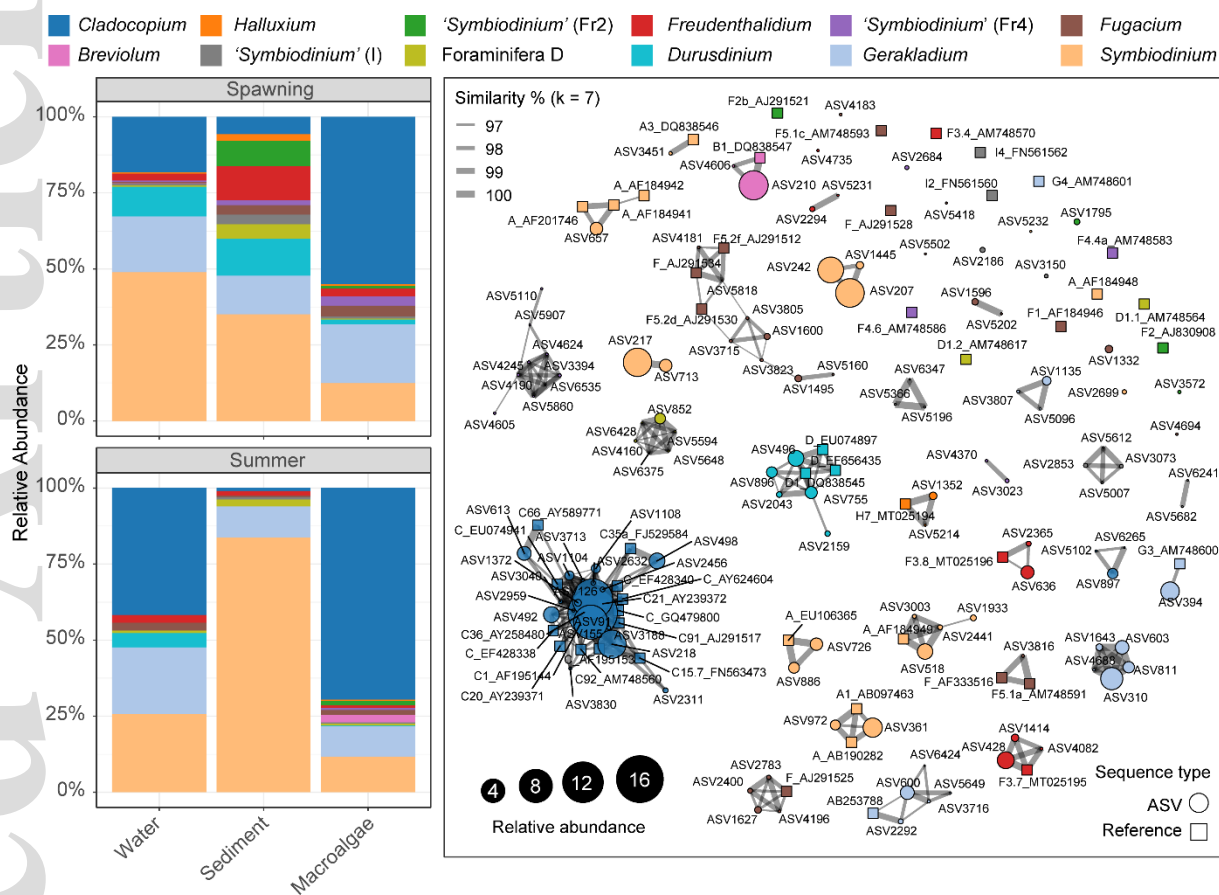 Cladocopium
Halluxium
‘Symbiodinium’ (Fr2)
Freudenthalidium
‘Symbiodinium’ (Fr4)
Fugacium
Breviolum
‘Symbiodinium’ (I)
Foraminifera D
Durusdinium
Gerakladium
Symbiodinium
Relative Abundance
Spawning
100%
75%
50%
25%
0%
Summer
100%
75%
50%
25%
0%
Water
Sediment
Macroalgae
Similarity % (k = 7)
97
98
99
100
F2b_AJ291521
ASV4183
A3_DQ838546
F5.1c_AM748593
F3.4_AM748570
ASV3451
B1_DQ838547
ASV4735
I4_FN561562
ASV4606
ASV2684
ASV210
ASV5231
I2_FN561560
G4_AM748601
A_AF184942
A_AF201746
A_AF184941
ASV2294
F_AJ291528
ASV5418
ASV5232
ASV1795
ASV657
ASV4181
F5.2f_AJ291512
ASV5502
F4.4a_AM748583
F_AJ291534
ASV242
ASV1445
ASV2186
ASV3150
ASV5818
ASV207
A_AF184948
ASV5110
ASV1596
D1.1_AM748564
ASV5907
F5.2d_AJ291530
ASV3805
F4.6_AM748586
ASV5202
F1_AF184946
F2_AJ830908
ASV4624
ASV217
ASV1600
D1.2_AM748617
ASV1332
ASV4245
ASV3394
ASV3715
ASV713
ASV3823
ASV5160
ASV6347
ASV1135
ASV4190
ASV6535
ASV1495
ASV5366
ASV3807
ASV2699
ASV3572
ASV5860
ASV852
ASV5196
ASV5096
ASV4605
ASV6428
ASV5594
D_EU074897
ASV4694
ASV4160
ASV5648
ASV496
D_EF656435
ASV4370
ASV5612
ASV6375
ASV896
D1_DQ838545
ASV2853
ASV3073
ASV6241
ASV2043
ASV755
ASV3023
ASV5007
ASV613
C66_AY589771
ASV1108
ASV1352
ASV5682
C_EU074941
ASV3713
C35a_FJ529584
ASV498
H7_MT025194
ASV5214
ASV1372
ASV1104
ASV2632
ASV2456
ASV2159
ASV2365
ASV5102
ASV6265
ASV3040
C_EF428340
C_AY624604
F3.8_MT025196
G3_AM748600
ASV2959
126
C21_AY239372
ASV636
ASV897
ASV394
ASV492
ASV91
C_GQ479800
A_EU106365
ASV3003
ASV1933
C36_AY258480
ASV155
ASV3188
C91_AJ291517
A_AF184949
ASV2441
ASV1643
ASV603
C_EF428338
C_AF195153
ASV218
ASV726
ASV518
ASV3816
ASV4688
ASV811
C1_AF195144
C92_AM748560
C15.7_FN563473
ASV886
F_AF333516
ASV310
C20_AY239371
ASV2311
F5.1a_AM748591
ASV3830
A1_AB097463
ASV972
ASV361
ASV1414
A_AB190282
ASV428
ASV4082
ASV2783
ASV6424
F3.7_MT025195
ASV2400
F_AJ291525
ASV600
ASV5649
AB253788
ASV3716
ASV1627
ASV4196
ASV2292
4
8
12
16
Relative abundance
Sequence type
ASV
Reference